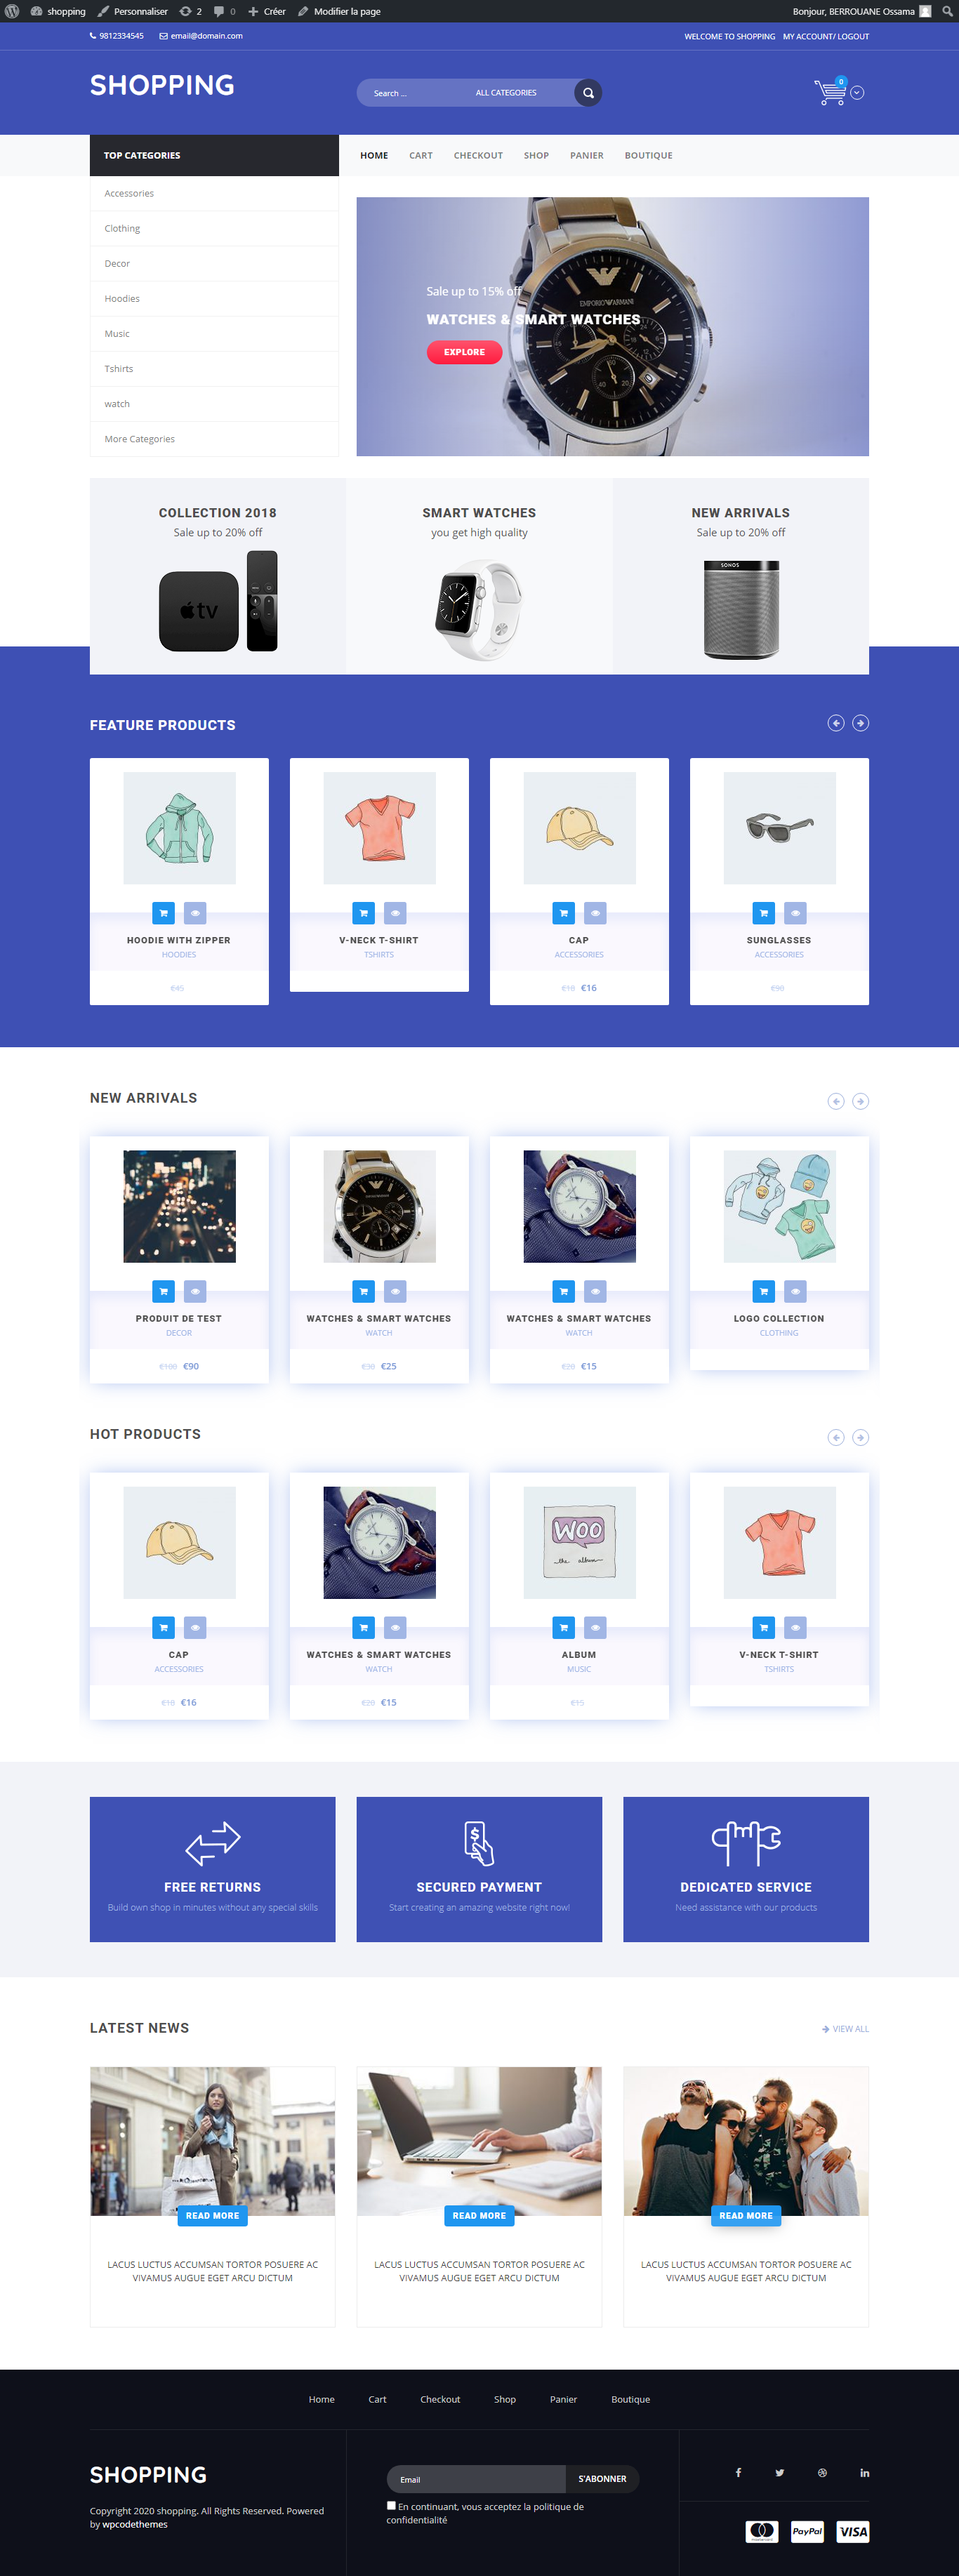 shopping Personnaliser 2 0 Créer Modifier la page Bonjour, BERROUANE Ossama
9812334545 email@domain.com WELCOME TO SHOPPING MY ACCOUNT/ LOGOUT
SHOPPING
Search ... ALL CATEGORIES
0
TOP CATEGORIES
HOME CART CHECKOUT SHOP PANIER BOUTIQUE
Accessories
Clothing
Decor
Hoodies
Music
Tshirts
watch
More Categories
EMPORIO ARMANI
Sale up to 15% off
WATCHES & SMART WATCHES
EXPLORE
COLLECTION 2018
Sale up to 20% off
tv
SMART WATCHES
you get high quality
NEW ARRIVALS
Sale up to 20% off
SONOS
FEATURE PRODUCTS
HOODIE WITH ZIPPER
HOODIES
€45
V-NECK T-SHIRT
TSHIRTS
CAP
ACCESSORIES
€18 €16
SUNGLASSES
ACCESSORIES
€90
NEW ARRIVALS
PRODUIT DE TEST
DECOR
€100 €90
WATCHES & SMART WATCHES
WATCH
€30 €25
WATCHES & SMART WATCHES
WATCH
€20 €15
LOGO COLLECTION
CLOTHING
HOT PRODUCTS
CAP
ACCESSORIES
€18 €16
WATCHES & SMART WATCHES
WATCH
€20 €15
WOO
the album
ALBUM
MUSIC
€15
V-NECK T-SHIRT
TSHIRTS
FREE RETURNS
Build own shop in minutes without any special skills
SECURED PAYMENT
Start creating an amazing website right now!
DEDICATED SERVICE
Need assistance with our products
LATEST NEWS
VIEW ALL
READ MORE
LACUS LUCTUS ACCUMSAN TORTOR POSUERE AC
VIVAMUS AUGUE EGET ARCU DICTUM
READ MORE
LACUS LUCTUS ACCUMSAN TORTOR POSUERE AC
VIVAMUS AUGUE EGET ARCU DICTUM
READ MORE
LACUS LUCTUS ACCUMSAN TORTOR POSUERE AC
VIVAMUS AUGUE EGET ARCU DICTUM
Home Cart Checkout Shop Panier Boutique
SHOPPING
Copyright 2020 shopping. All Rights Reserved. Powered
by wpcodethemes
Email S'ABONNER
En continuant, vous acceptez la politique de
confidentialité
PayPal VISA